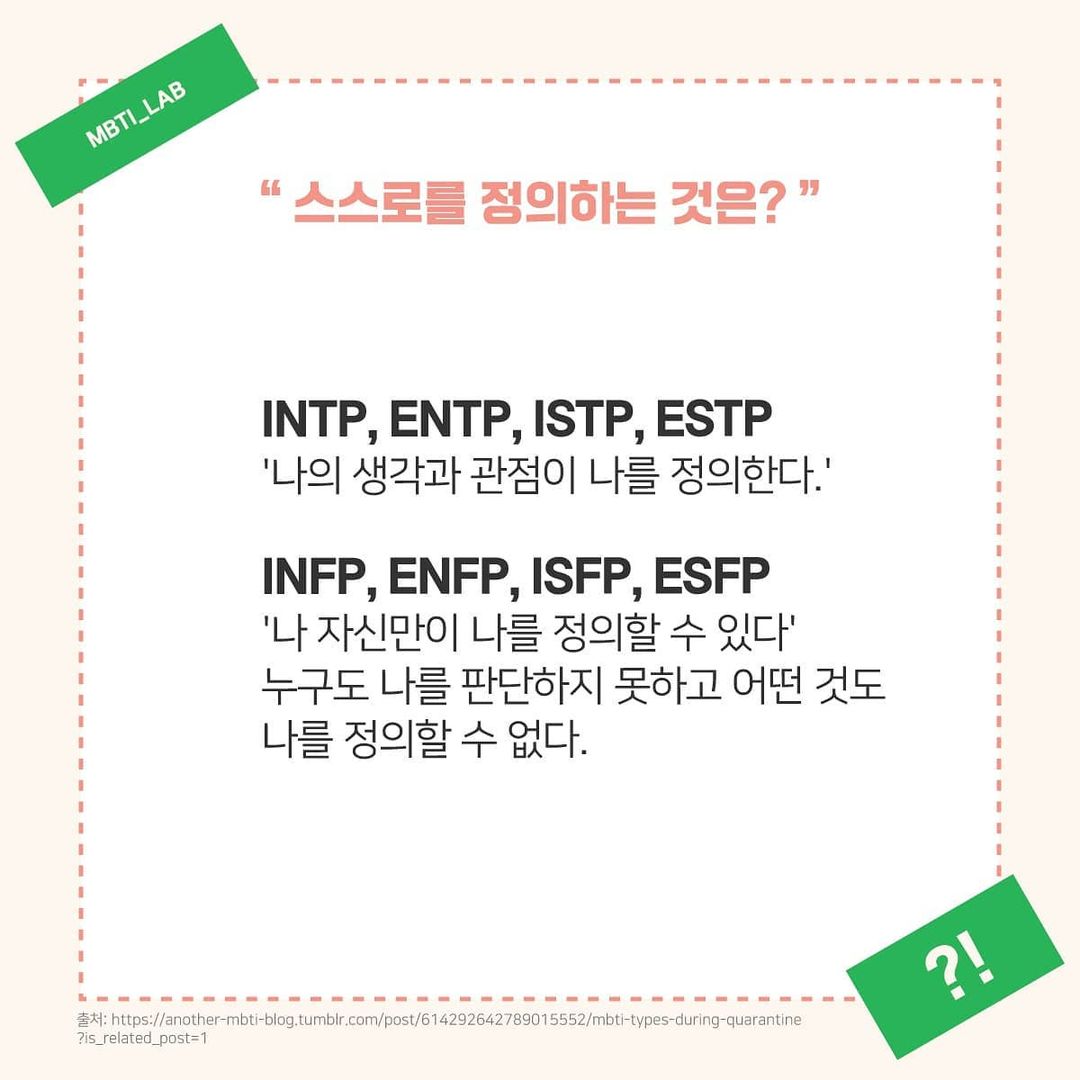 MBTI_LAB
“ 스스로를 정의하는 것은? ”
INTP, ENTP, ISTP, ESTP
'나의 생각과 관점이 나를 정의한다.'
INFP, ENFP, ISFP, ESFP
'나 자신만이 나를 정의할 수 있다'
누구도 나를 판단하지 못하고 어떤 것도
나를 정의할 수 없다.
?!
출처: https://another-mbti-blog.tumblr.com/post/614292642789015552/mbti-types-during-quarantine
?is_related_post=1